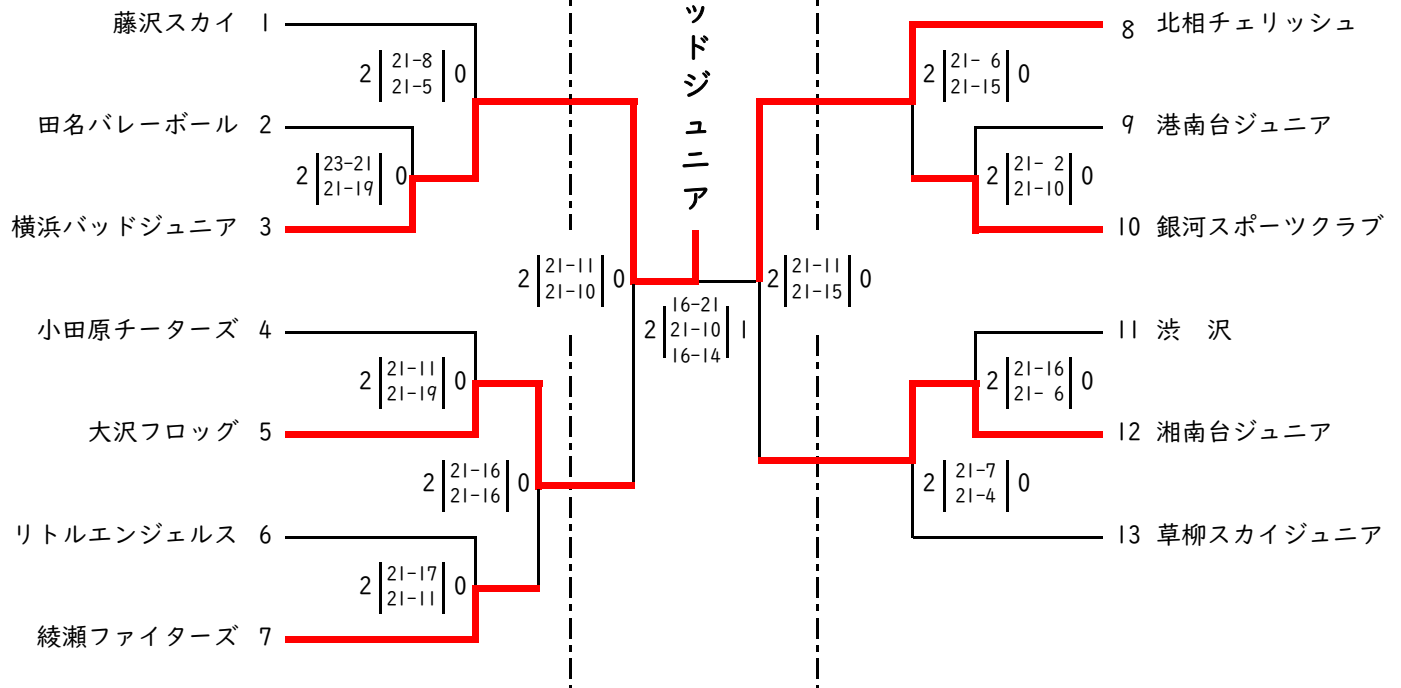 藤沢スカイ 1
2 21-8 0
21-5
田名バレーボール 2
2 23-21 0
21-19
横浜バッドジュニア 3
小田原チーターズ 4
2 21-11 0
21-19
大沢フロッグ 5
2 21-16 0
21-16
リトルエンジェルス 6
2 21-17 0
21-11
綾瀬ファイターズ 7
2 21-11 0
21-10
ッドジュニア
16-21
2 21-10 1
16-14
2 21-11 0
21-15
8 北相チェリッシュ
2 21- 6 0
21-15
9 港南台ジュニア
2 21- 2 0
21-10
10 銀河スポーツクラブ
11 渋 沢
2 21-16 0
21- 6
12 湘南台ジュニア
2 21-7 0
21-4
13 草柳スカイジュニア